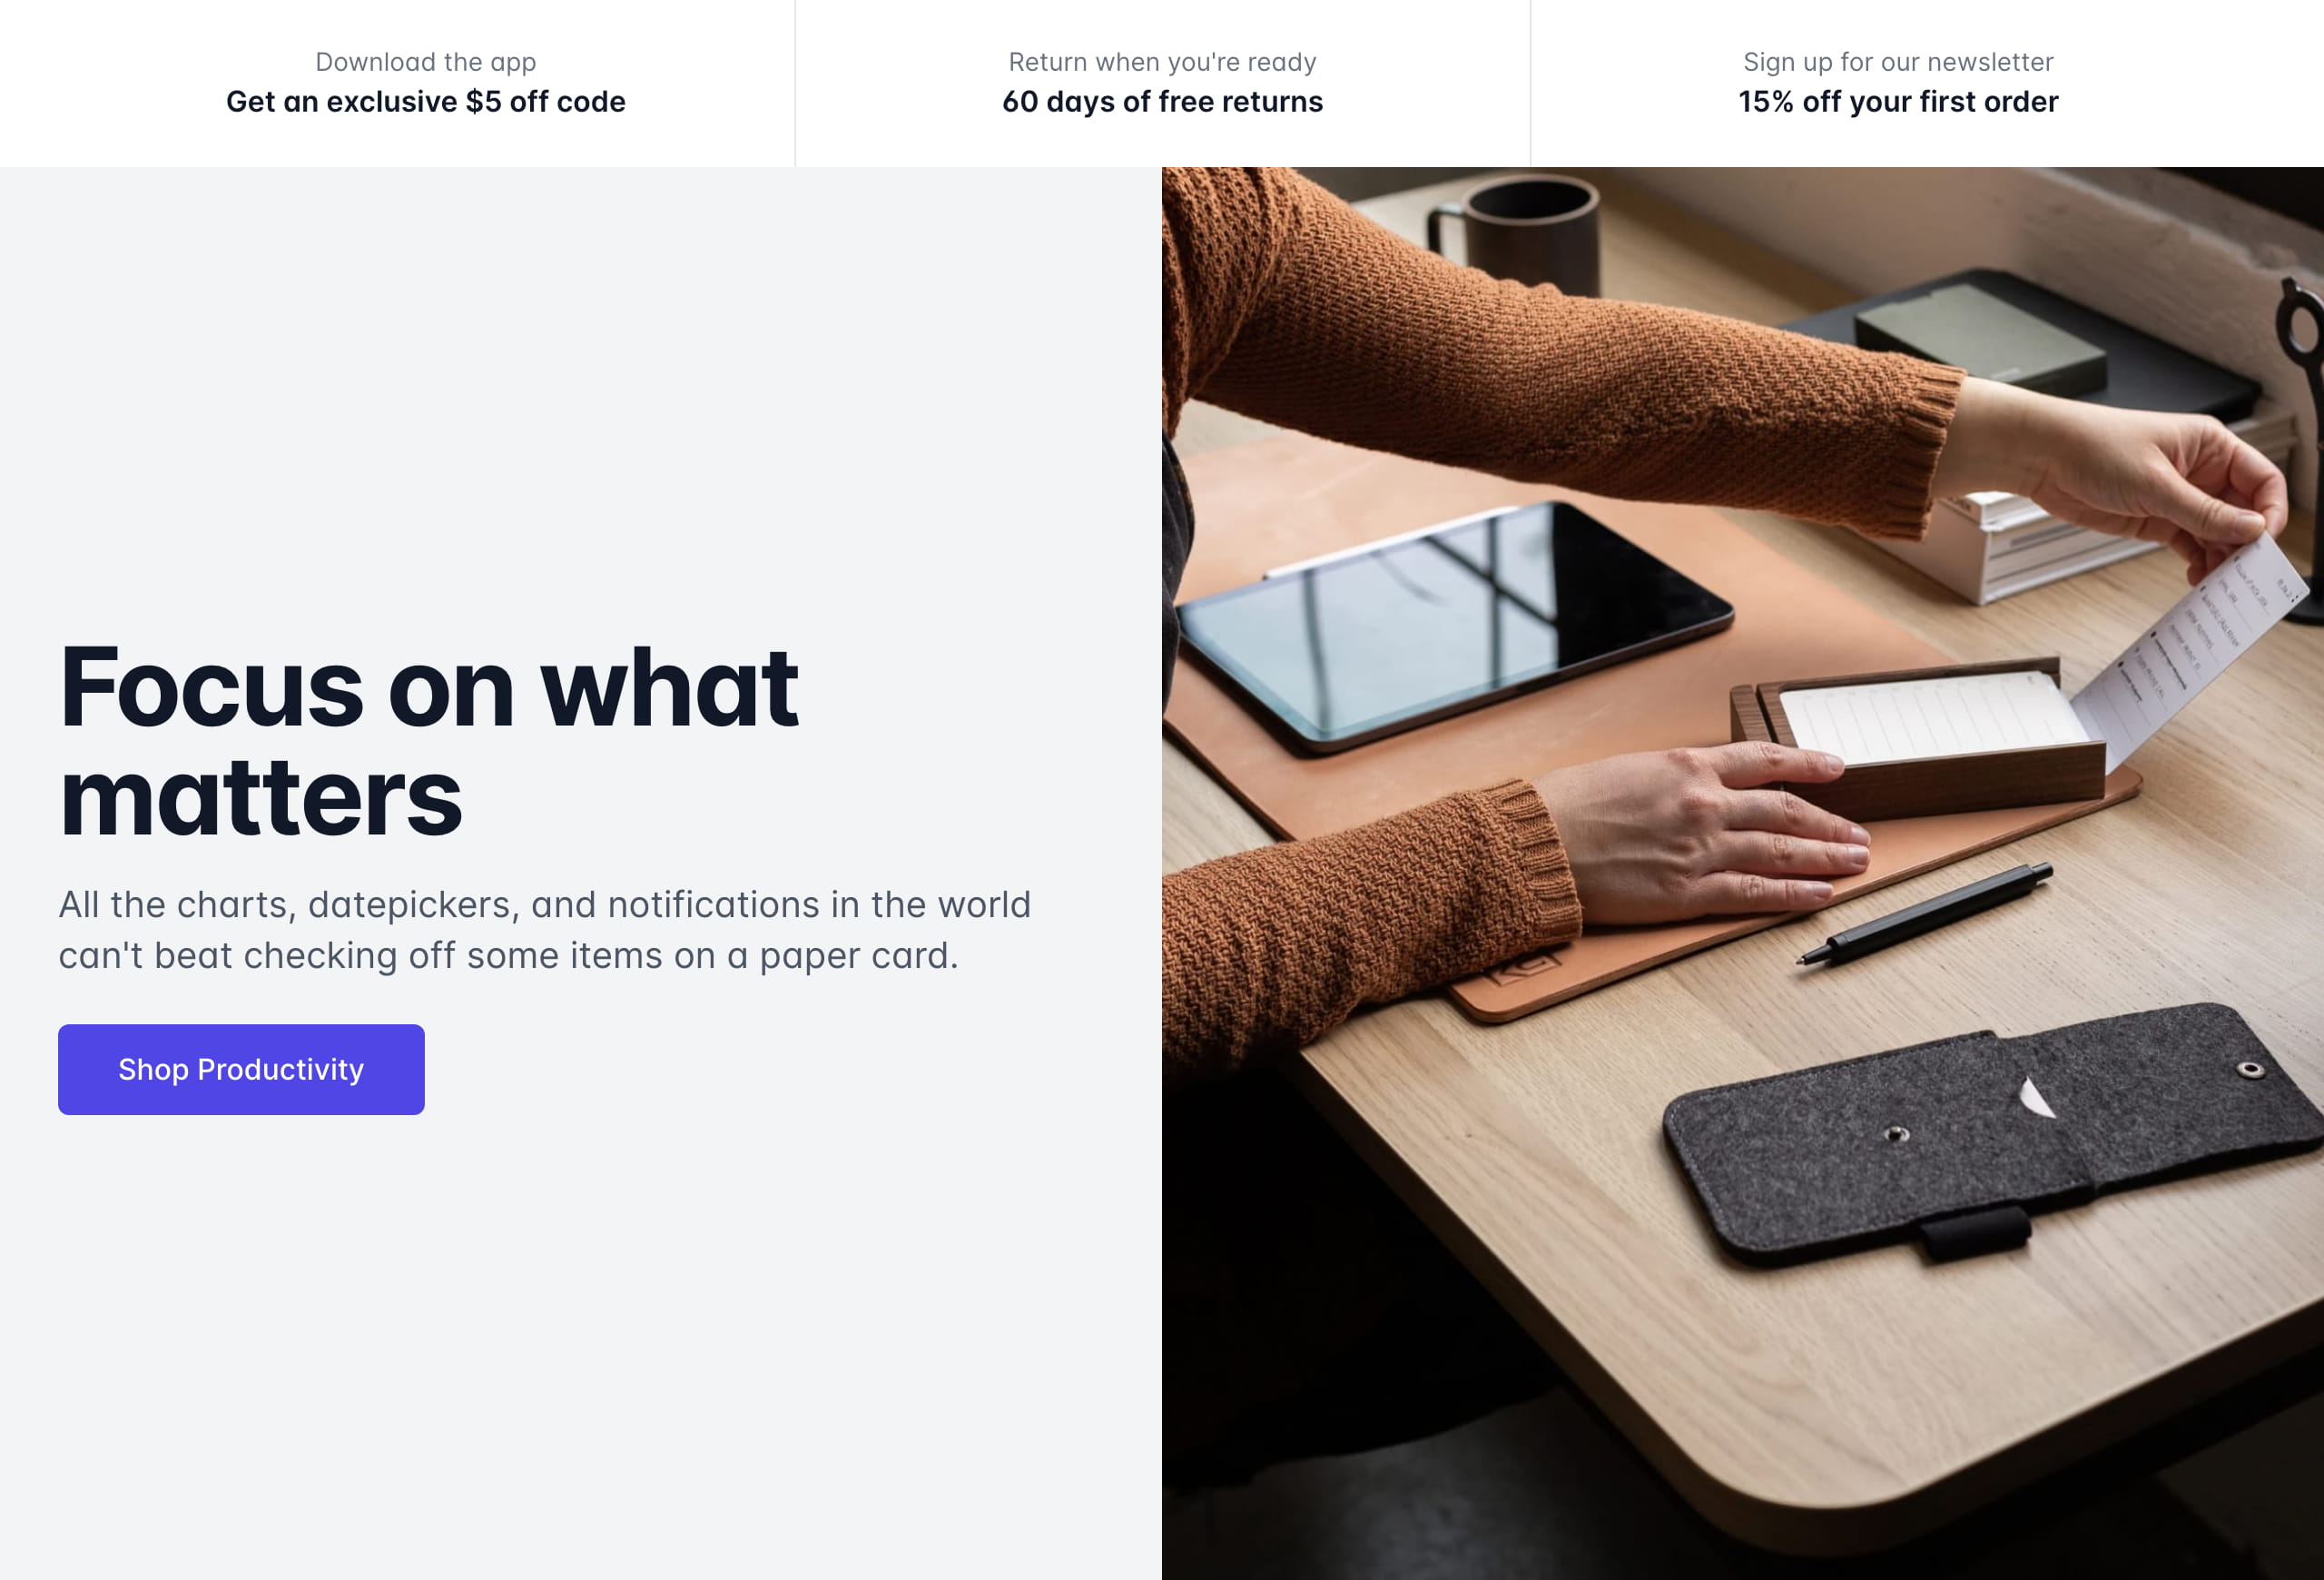 Download the app
Get an exclusive $5 off code
Return when you're ready
60 days of free returns
Sign up for our newsletter
15% off your first order
Focus on what
matters
All the charts, datepickers, and notifications in the world
can't beat checking off some items on a paper card.
Shop Productivity